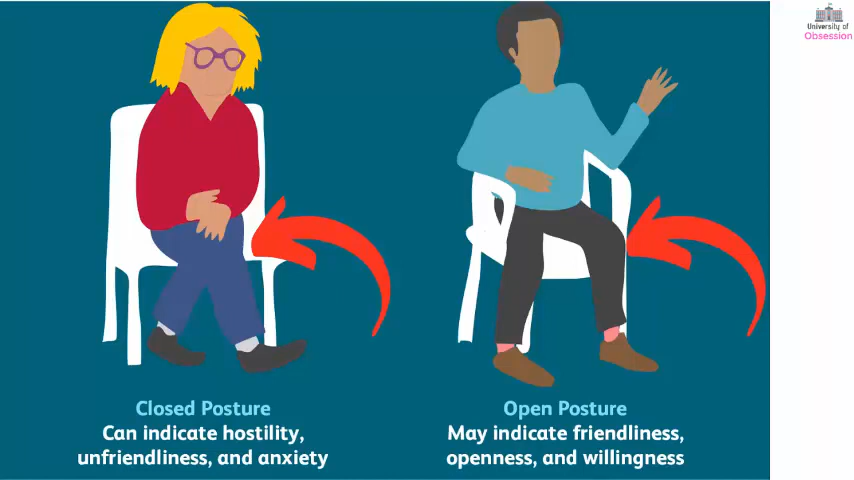 University of
Obsession
Closed Posture
Can indicate hostility,
unfriendliness, and anxiety
Open Posture
May indicate friendliness,
openness, and willingness